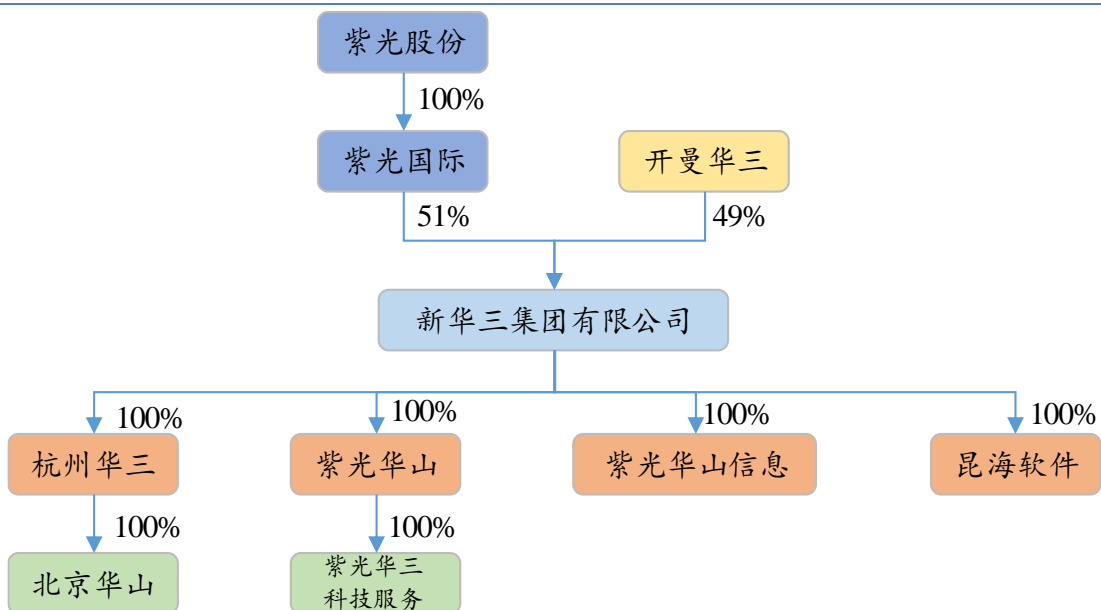 紫光股份
100%
紫光国际
开曼华三
51%
49%
新华三集团有限公司
100%
100%
100%
100%
杭州华三
紫光华山
紫光华山信息
昆海软件
100%
100%
北京华山
紫光华三
科技服务